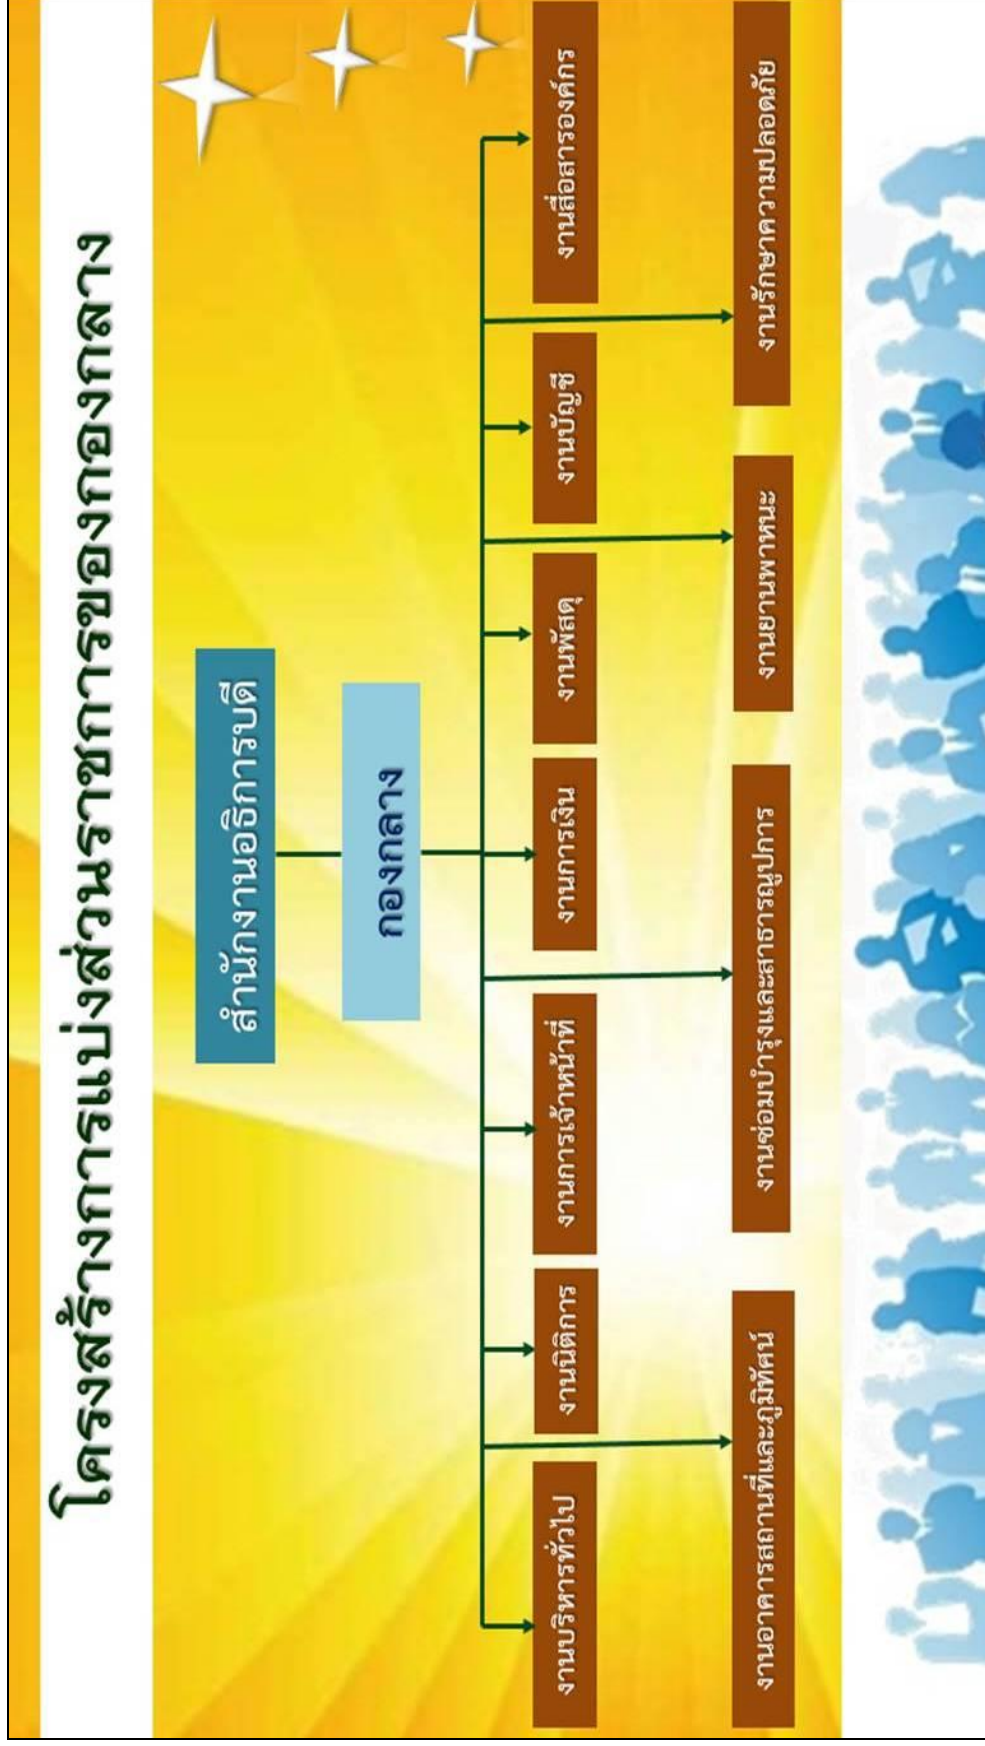 โครงสร้างการแบ่งส่วนราชการของกองกลาง
สำนักงานอธิการบดี
กองกลาง
งานบริหารทั่วไป
งานนิติการ
งานการเจ้าหน้าที่
งานการเงิน
งานพัสดุ
งานบัญชี
งานสื่อสารองค์กร
งานอาคารสถานที่และภูมิทัศน์
งานซ่อมบำรุงและสาธารณูปการ
งานยานพาหนะ
งานรักษาความปลอดภัย